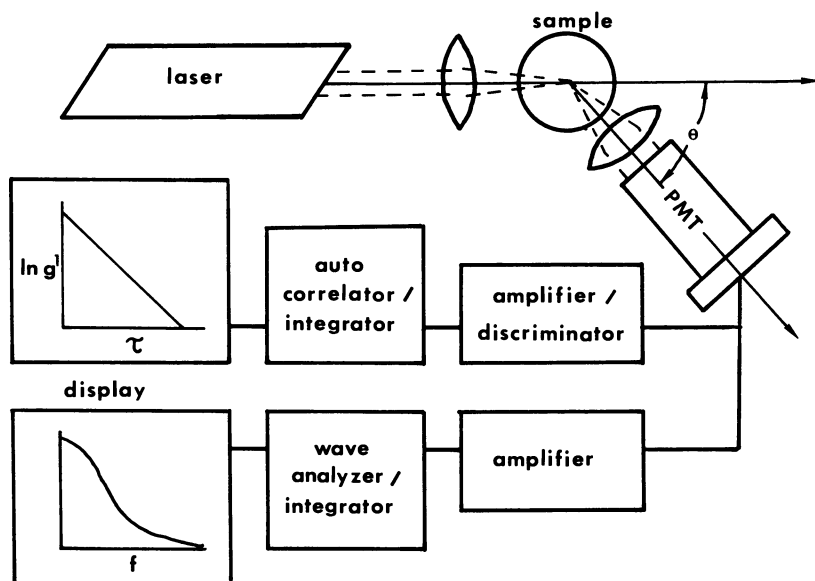 sample
laser
θ
PMT
ln g¹
τ
auto
correlator /
integrator
amplifier /
discriminator
display
f
wave
analyzer /
integrator
amplifier